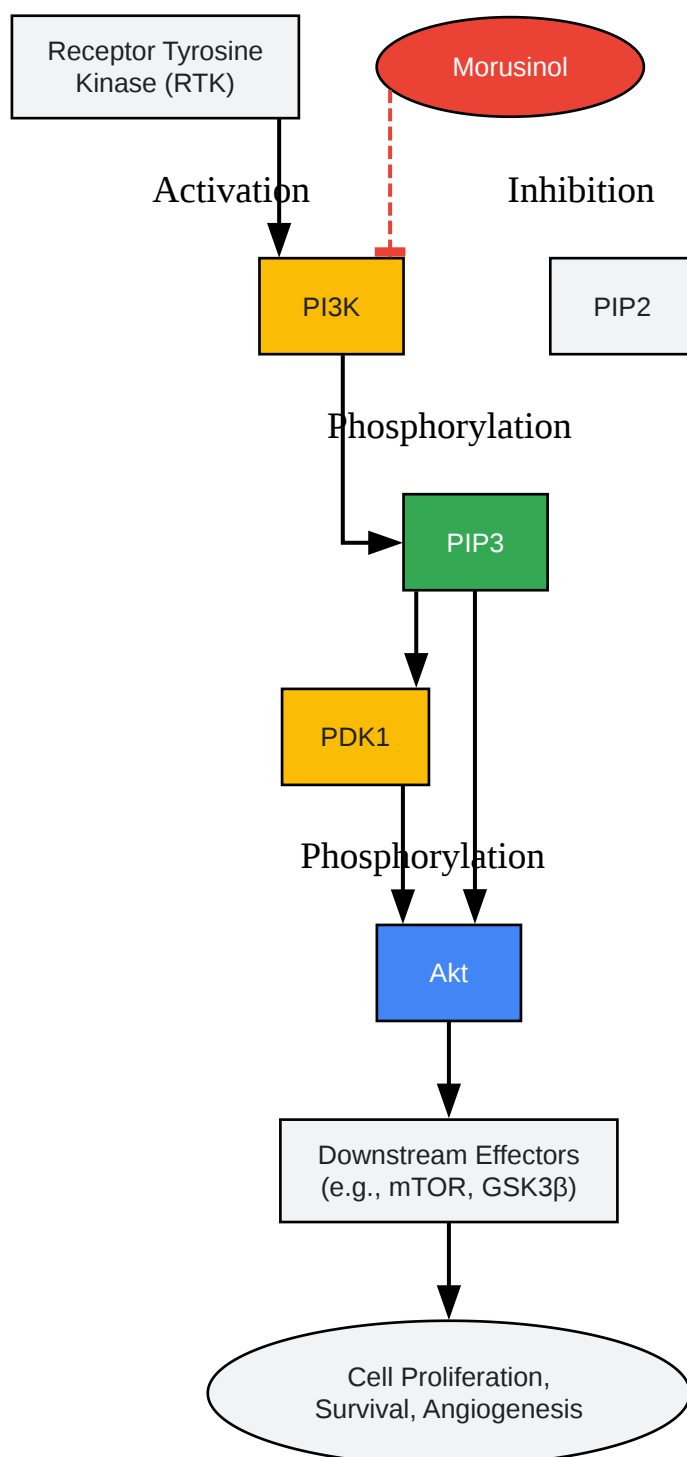 Receptor Tyrosine
Kinase (RTK)
Morusinol
Activation
Inhibition
PI3K
PIP2
Phosphorylation
PIP3
PDK1
Phosphorylation
Akt
Downstream Effectors
(e.g., mTOR, GSK3β)
Cell Proliferation,
Survival, Angiogenesis